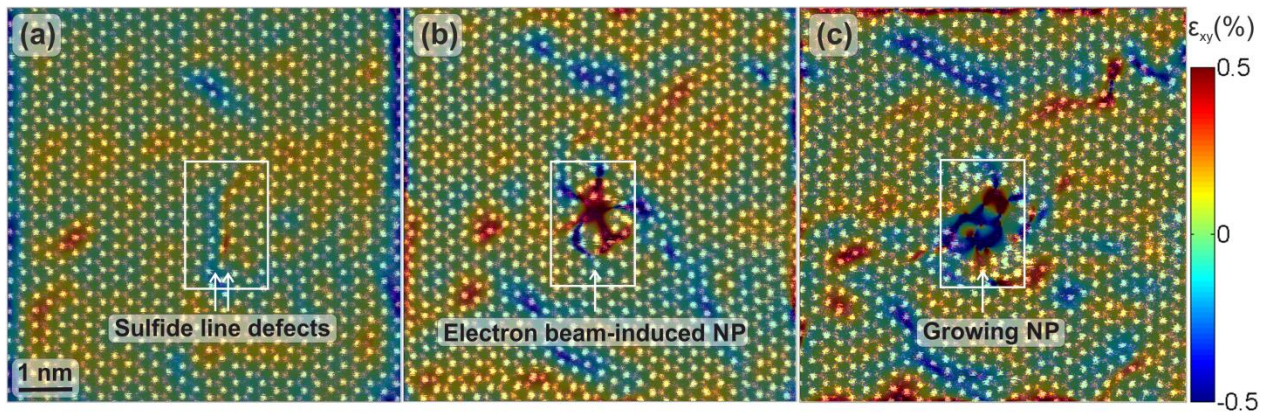 (a)
(b)
(c)
εxy(%)
0.5
Sulfide line defects
Electron beam-induced NP
Growing NP
0
1 nm
-0.5